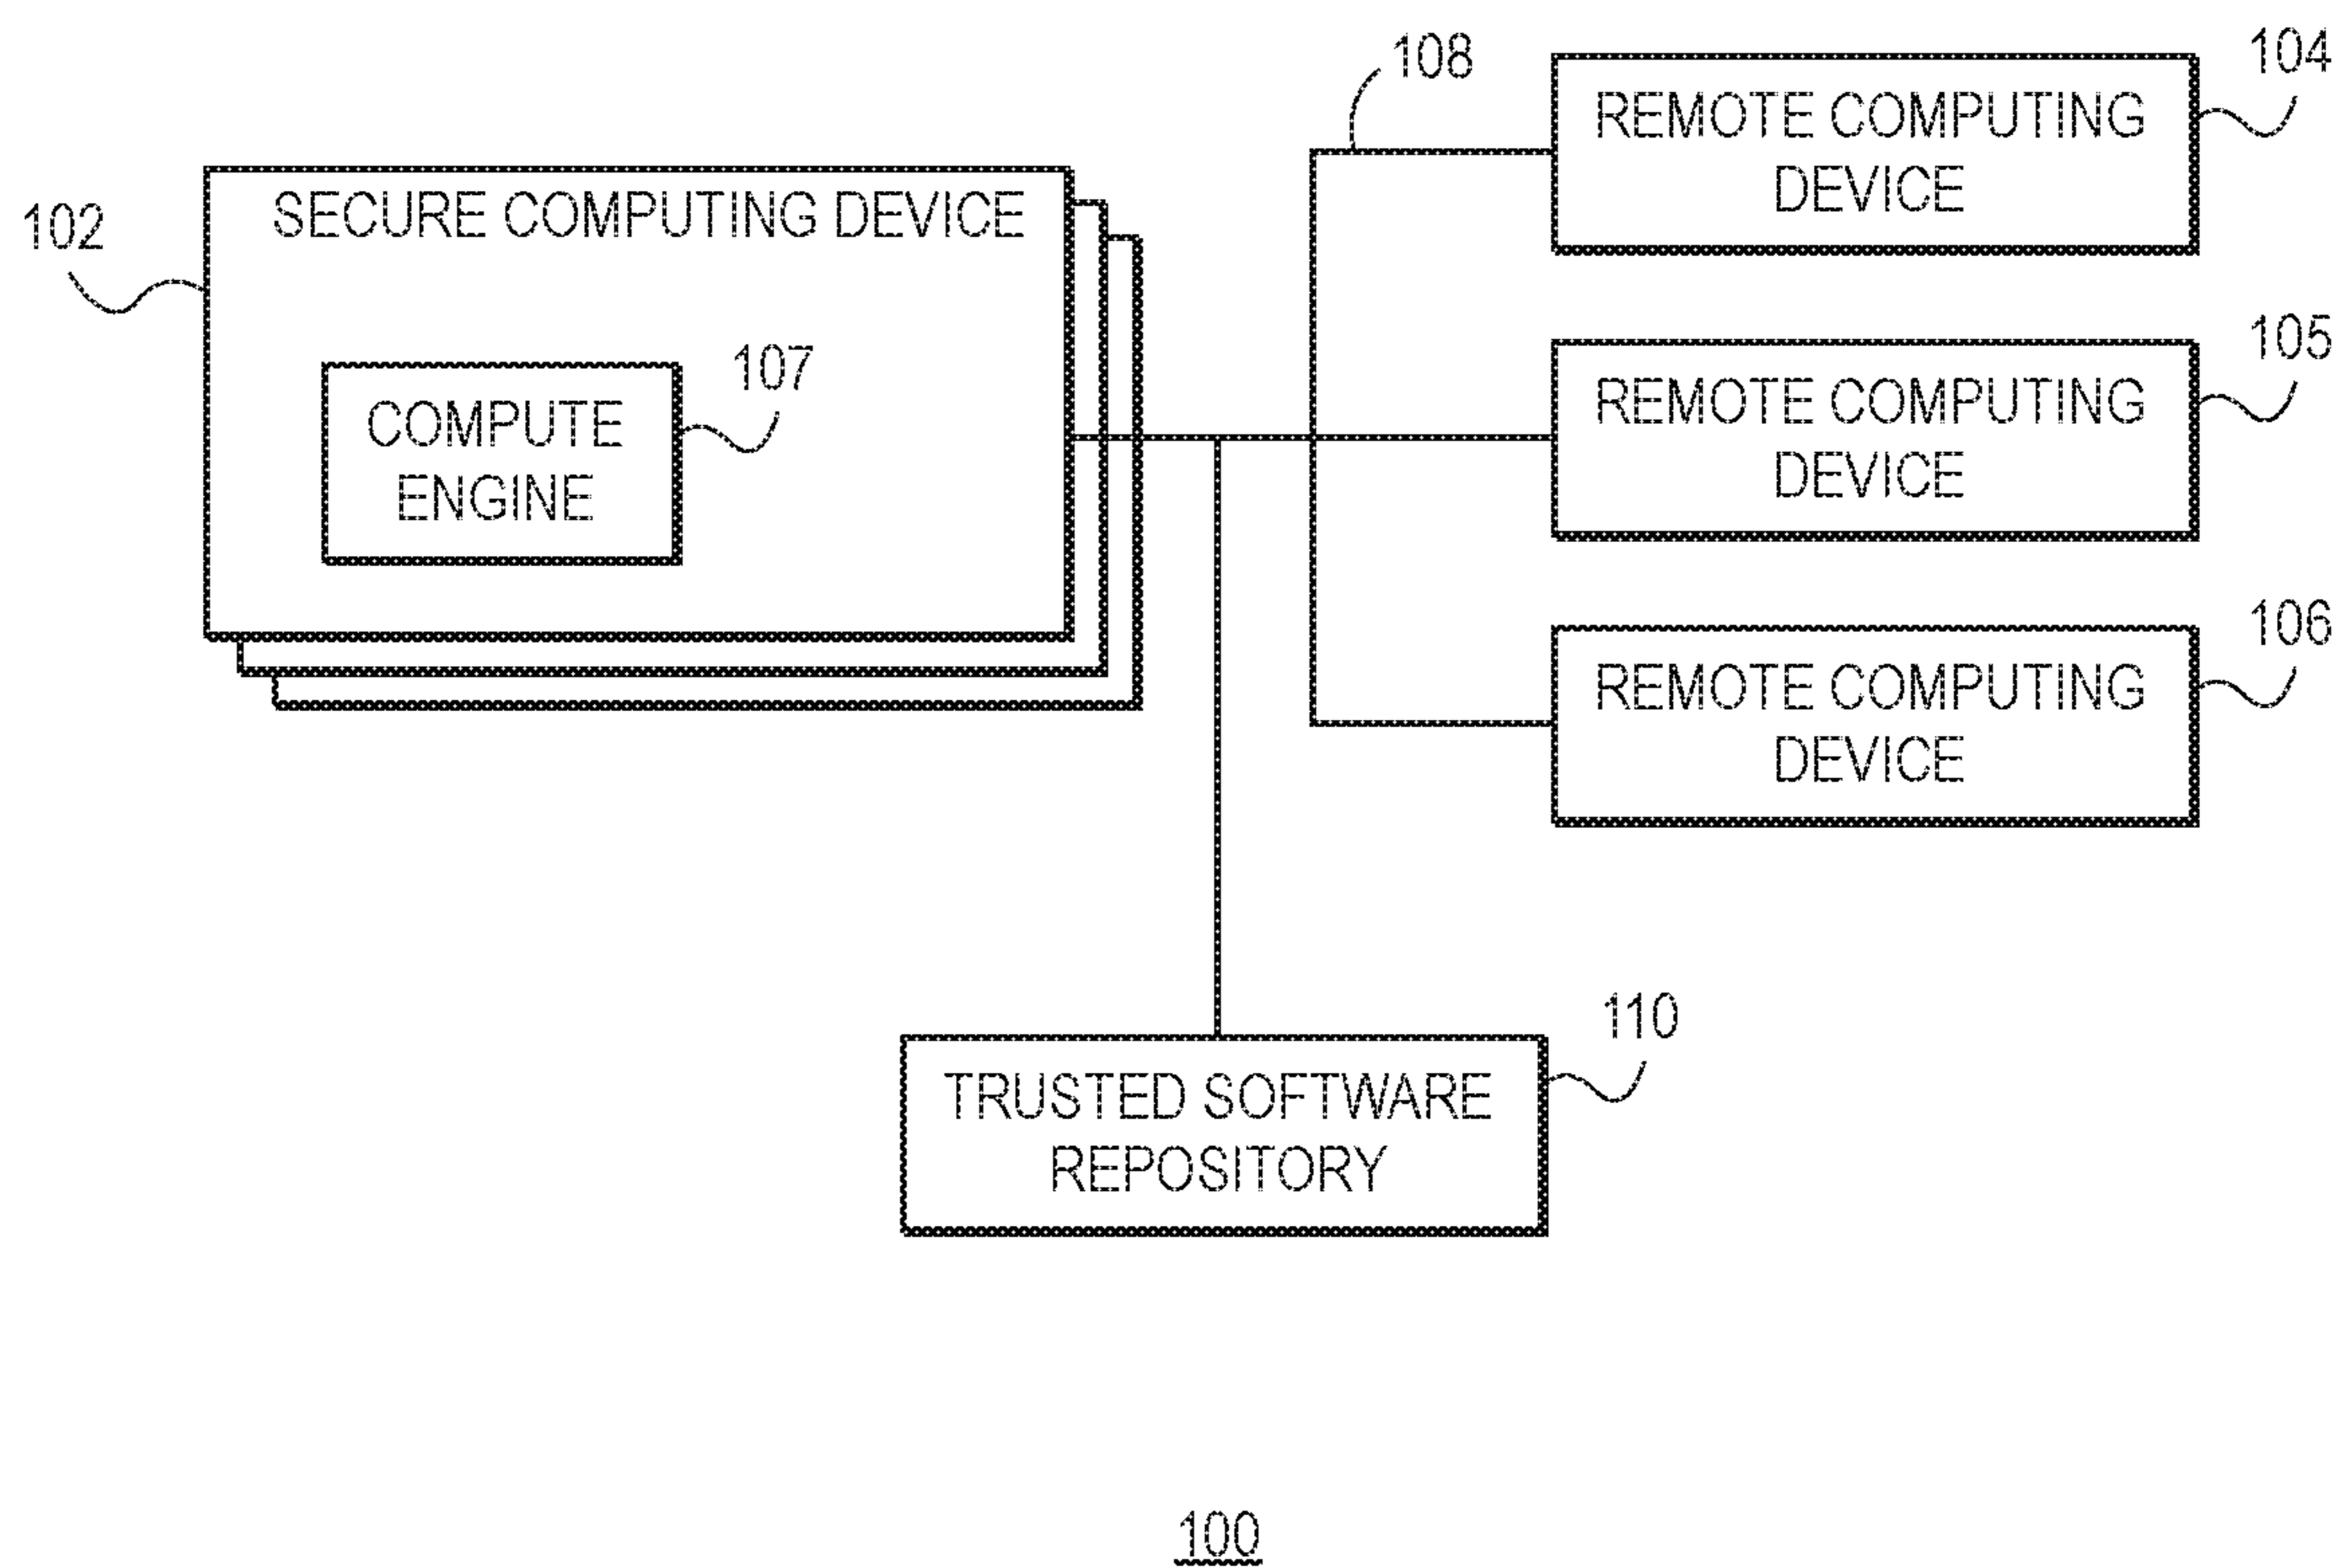 108
104
REMOTE COMPUTING
DEVICE
102
SECURE COMPUTING DEVICE
107
COMPUTE
ENGINE
105
REMOTE COMPUTING
DEVICE
106
REMOTE COMPUTING
DEVICE
110
TRUSTED SOFTWARE
REPOSITORY
100